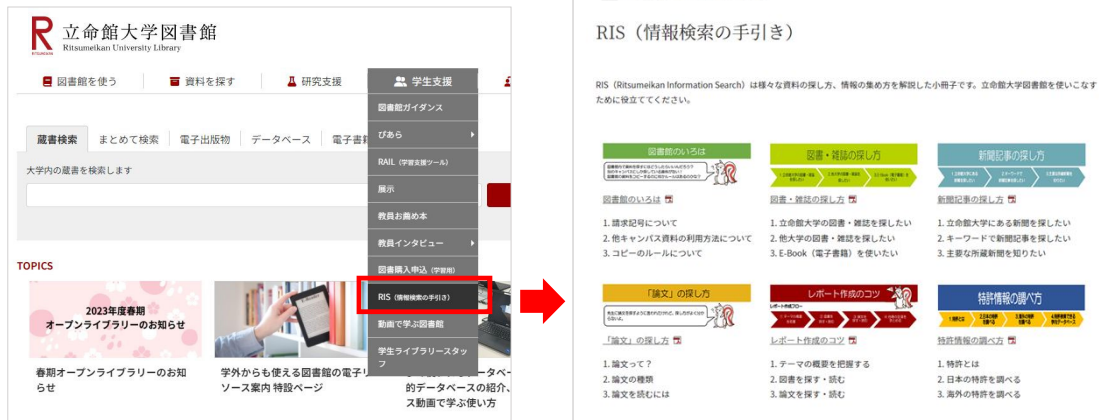 立命館大学図書館
Ritsumeikan University Library
図書館を使う
資料を探す
研究支援
学生支援
図書館ガイダンス
ぴあら
RAIL（学習支援ツール）
展示
教員お薦め本
教員インタビュー
図書購入申込（学習用）
RIS（情報検索の手引き）
動画で学ぶ図書館
学生ライブラリースタッ
フ
蔵書検索
まとめて検索
電子出版物
データベース
電子書籍
大学内の蔵書を検索します
TOPICS
2023年度春期
オープンライブラリーのお知らせ
春期オープンライブラリーのお知
らせ
学外からも使える図書館の電子リ
ソース案内 特設ページ
タベー
的データベースの紹介、
ス動画で学ぶ使い方
RIS（情報検索の手引き）
RIS（Ritsumeikan Information Search）は様々な資料の探し方、情報の集め方を解説した小冊子です。立命館大学図書館を使いこなす
ために役立ててください。
図書館のいろは
図書館のいろは
1. 請求記号について
2. 他キャンパス資料の利用方法について
3. コピーのルールについて
図書・雑誌の探し方
図書・雑誌の探し方
1. 立命館大学の図書・雑誌を探したい
2. 他大学の図書・雑誌を探したい
3. E-Book（電子書籍）を使いたい
新聞記事の探し方
新聞記事の探し方
1. 立命館大学にある新聞を探したい
2. キーワードで新聞記事を探したい
3. 主要な所蔵新聞を知りたい
「論文」の探し方
「論文」の探し方
1. 論文って？
2. 論文の種類
3. 論文を読むには
レポート作成のコツ
レポート作成フロー
レポート作成のコツ
1. テーマの概要を把握する
2. 図書を探す・読む
3. 論文を探す・読む
特許情報の調べ方
特許情報の調べ方
1. 特許とは
2. 日本の特許を調べる
3. 海外の特許を調べる